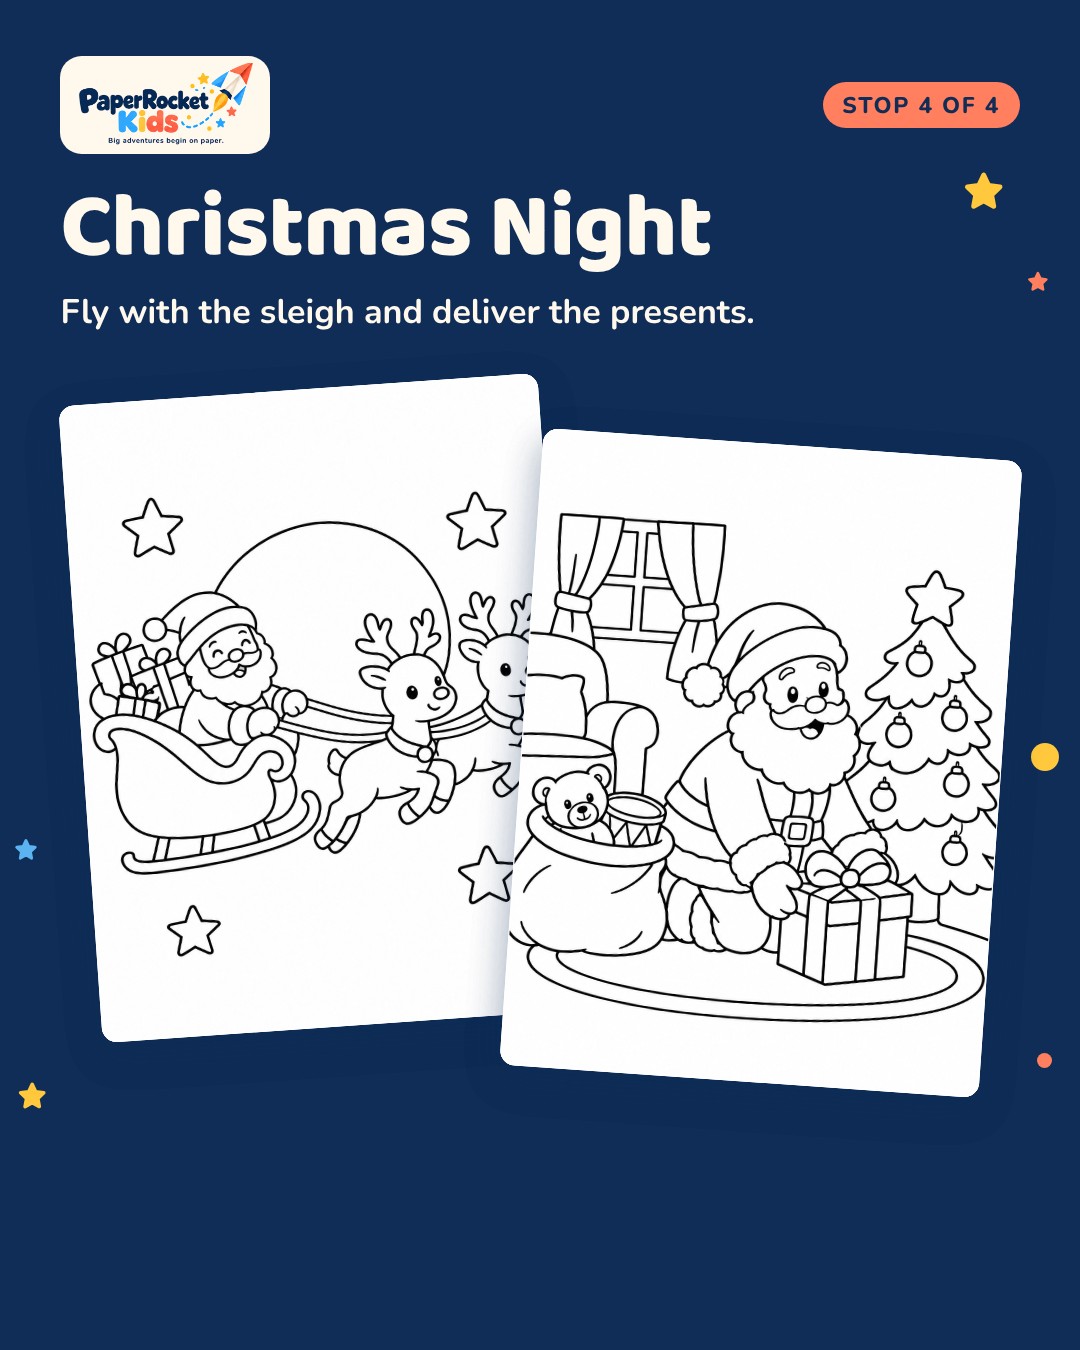 PaperRocket
Kids
Big adventures begin on paper.
STOP 4 OF 4
Christmas Night
Fly with the sleigh and deliver the presents.